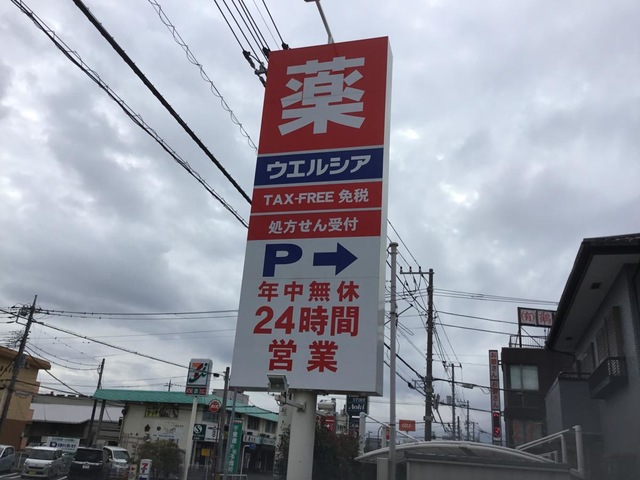 薬
ウエルシア
TAX-FREE 免税
処方せん受付
P →
年中無休
24時間
営業